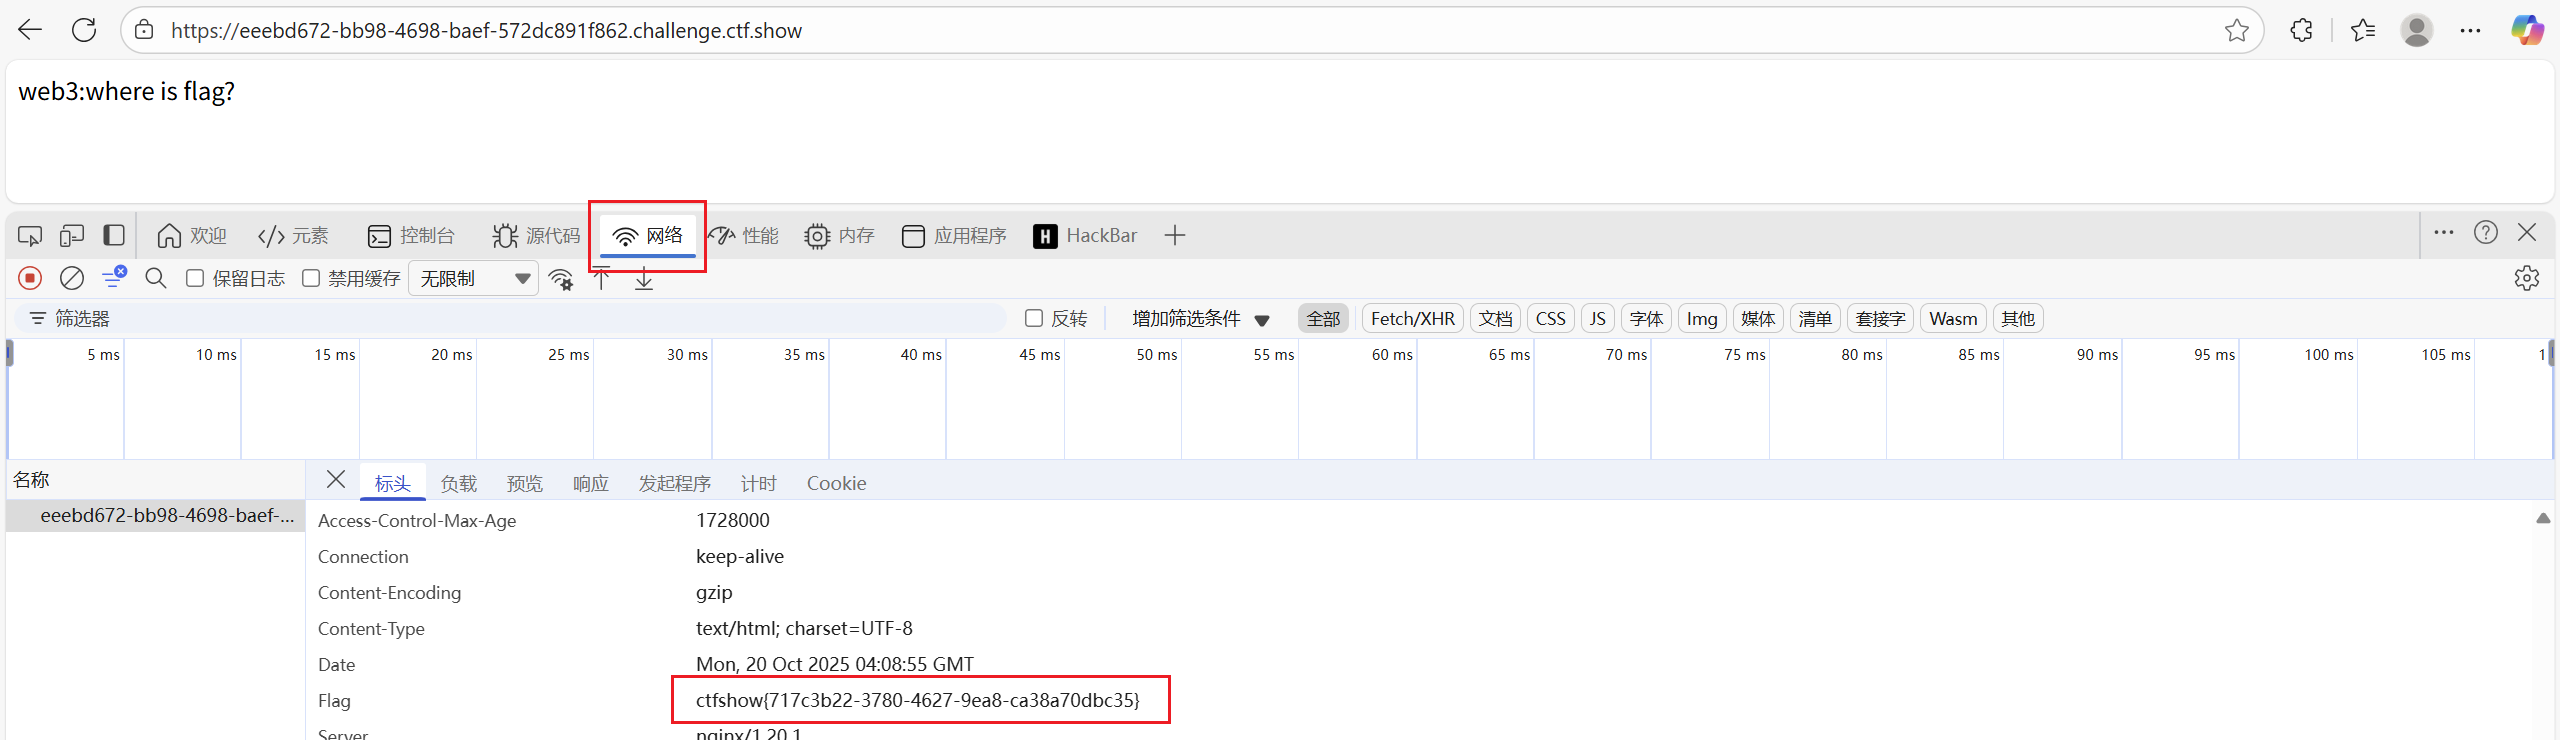 https://eeebd672-bb98-4698-baef-572dc891f862.challenge.ctf.show
web3:where is flag?
欢迎 元素 控制台 源代码 网络 性能 内存 应用程序 HackBar
保留日志 禁用缓存 无限制
筛选器 反转 增加筛选条件 全部 Fetch/XHR 文档 CSS JS 字体 Img 媒体 清单 套接字 Wasm 其他
5 ms 10 ms 15 ms 20 ms 25 ms 30 ms 35 ms 40 ms 45 ms 50 ms 55 ms 60 ms 65 ms 70 ms 75 ms 80 ms 85 ms 90 ms 95 ms 100 ms 105 ms 1
名称 标头 负载 预览 响应 发起程序 计时 Cookie
eeebd672-bb98-4698-baef-...
Access-Control-Max-Age 1728000
Connection keep-alive
Content-Encoding gzip
Content-Type text/html; charset=UTF-8
Date Mon, 20 Oct 2025 04:08:55 GMT
Flag ctfshow{717c3b22-3780-4627-9ea8-ca38a70dbc35}
Server nginx/1.20.1